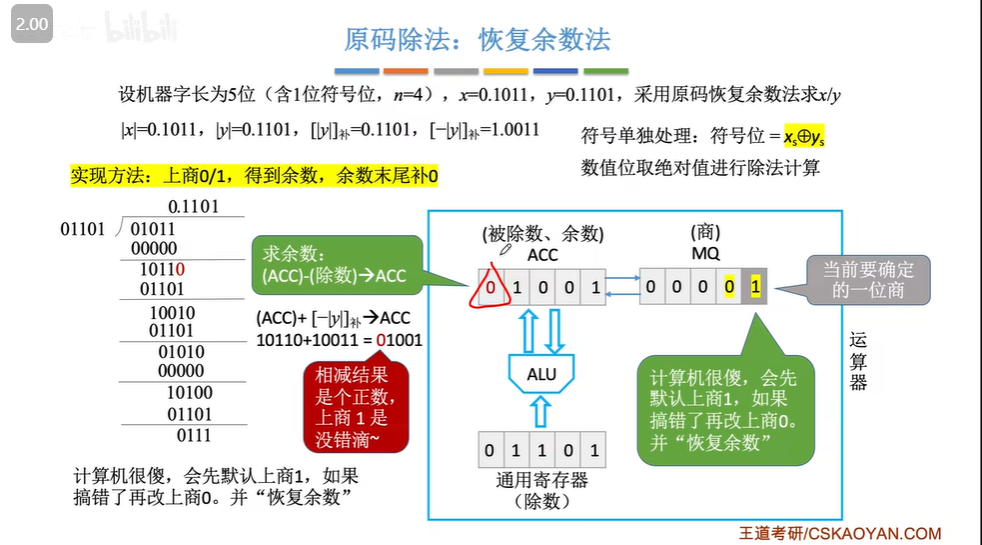 2.00
bilibili
原码除法：恢复余数法
设机器字长为5位（含1位符号位，n=4），x=0.1011，y=0.1101，采用原码恢复余数法求x/y
|x|=0.1011，|y|=0.1101，[|y|]补=0.1101，[−|y|]补=1.0011
符号单独处理：符号位 = xs⊕ys
数值位取绝对值进行除法计算
实现方法：上商0/1，得到余数，余数末尾补0
0.1101
01101
01011
00000
10110
01101
10010
01101
01010
00000
10100
01101
0111
求余数：
(ACC)-(除数)→ACC
(ACC)+ [−|y|]补→ACC
10110+10011 = 01001
相减结果
是个正数，
上商 1 是
没错滴~
计算机很傻，会先默认上商1，如果
搞错了再改上商0。并“恢复余数”
(被除数、余数)
ACC
0 1 0 0 1
(商)
MQ
0 0 0 0 1
当前要确定
的一位商
ALU
0 1 1 0 1
通用寄存器
（除数）
运
算
器
计算机很傻，会先
默认上商1，如果
搞错了再改上商0。
并“恢复余数”
王道考研/CSKAOYAN.COM